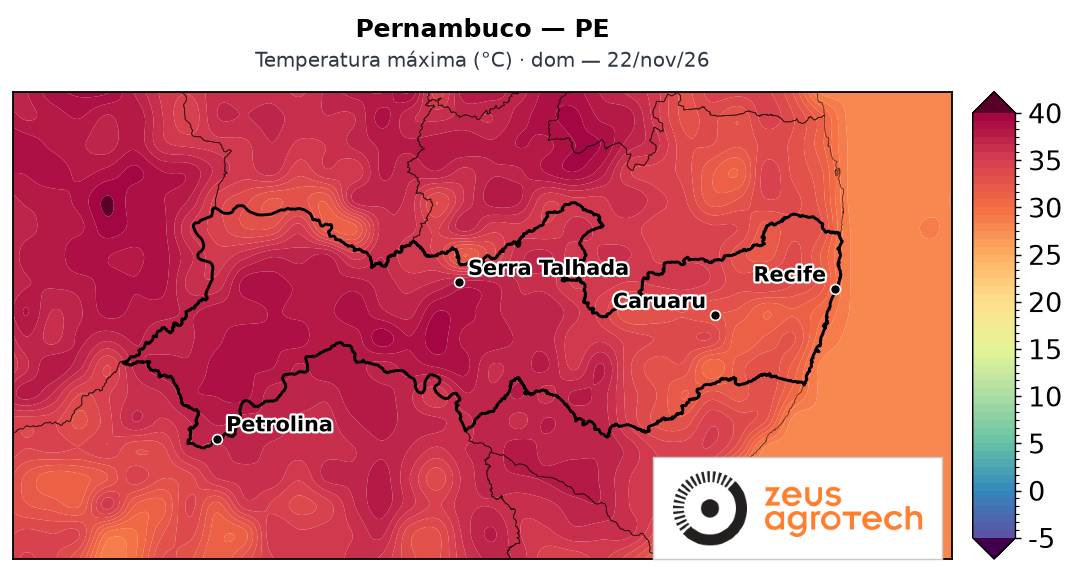 Pernambuco — PE
Temperatura máxima (°C) · dom — 22/nov/26
Serra Talhada
Recife
Caruaru
Petrolina
40
35
30
25
20
15
10
5
0
-5
zeus
agrotech